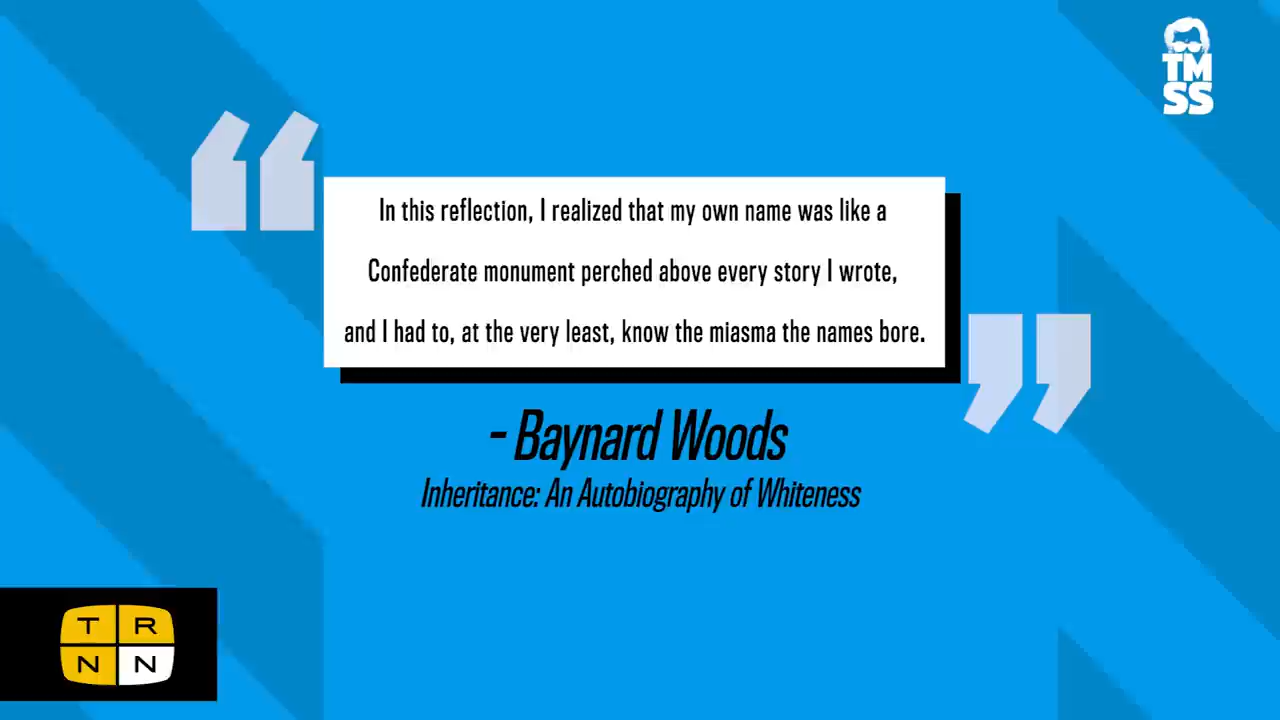 TM
SS
In this reflection, I realized that my own name was like a
Confederate monument perched above every story I wrote,
and I had to, at the very least, know the miasma the names bore.
- Baynard Woods
Inheritance: An Autobiography of Whiteness
T R
N N